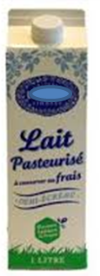 Lait
Pasteurisé
à conserver au frais
DEMI-ÉCRÉMÉ
1 LITRE